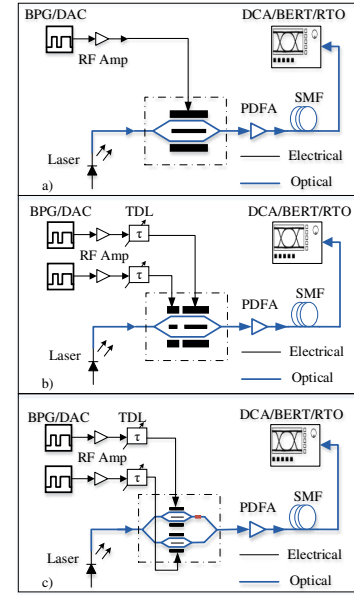 BPG/DAC DCA/BERT/RTO
RF Amp
PDFA SMF
Laser
Electrical
Optical
a)
BPG/DAC TDL DCA/BERT/RTO
τ
RF Amp
τ
PDFA SMF
Laser
Electrical
Optical
b)
BPG/DAC TDL DCA/BERT/RTO
τ
RF Amp
τ
PDFA SMF
Laser
Electrical
Optical
c)